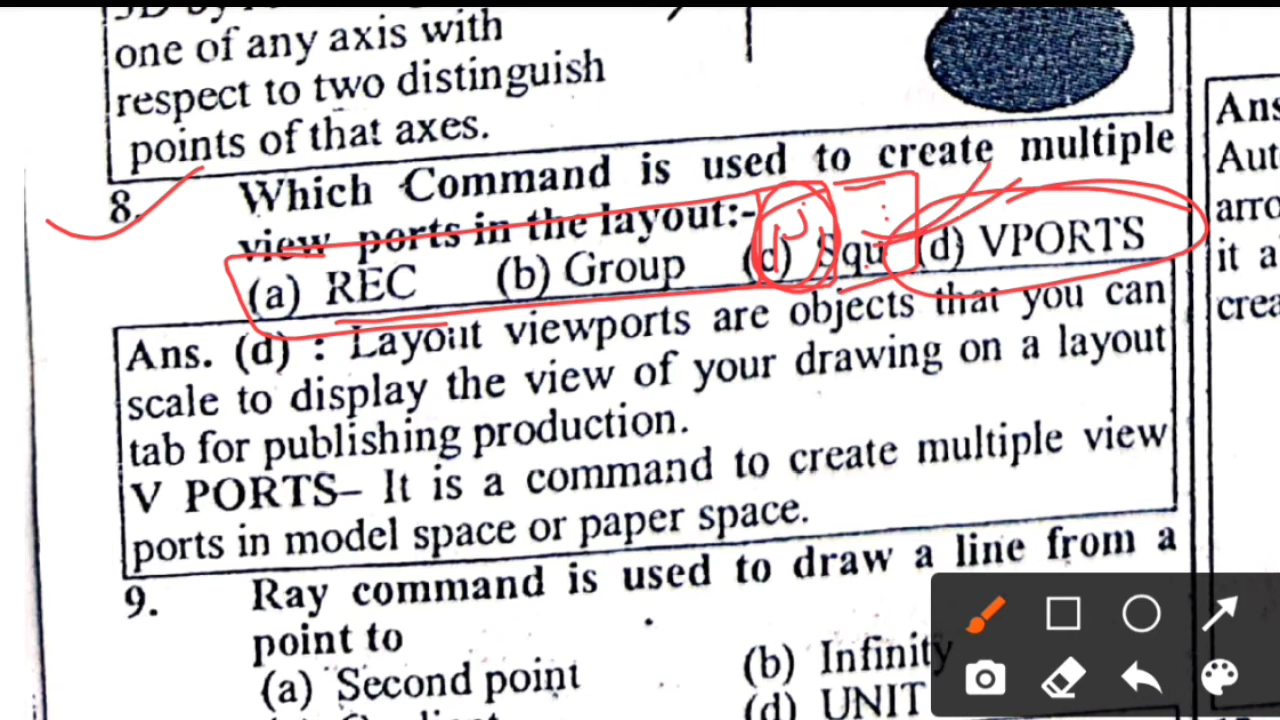 one of any axis with
respect to two distinguish
points of that axes.
8. Which Command is used to create multiple
view ports in the layout:-
(a) REC (b) Group (c) Squ (d) VPORTS
Ans. (d) : Layout viewports are objects that you can
scale to display the view of your drawing on a layout
tab for publishing production.
V PORTS– It is a command to create multiple view
ports in model space or paper space.
9. Ray command is used to draw a line from a
point to
(a) Second point (b) Infinity
(d) UNIT
Ans
Aut
arro
it a
crea